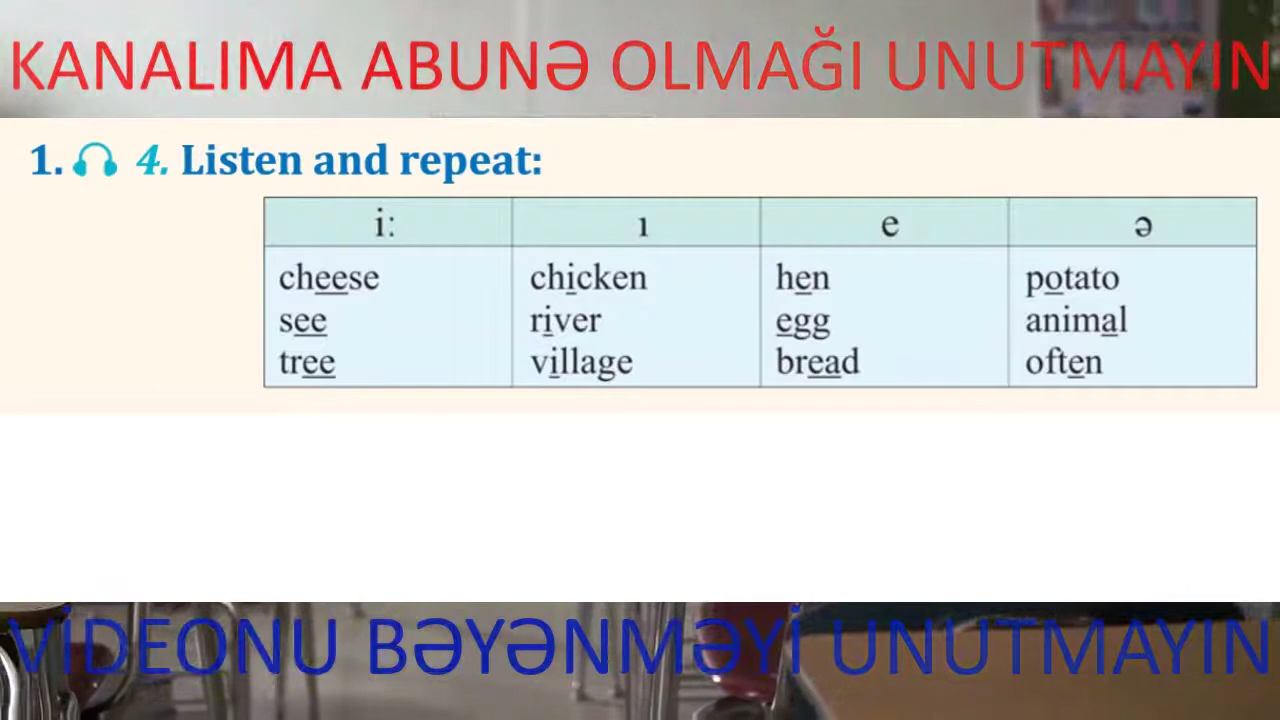 KANALIMA ABUNƏ OLMAĞI UNUTMAYIN
1. 4. Listen and repeat:
i: ı e ə
cheese chicken hen potato
see river egg animal
tree village bread often
VİDEONU BƏYƏNMƏYİ UNUTMAYIN